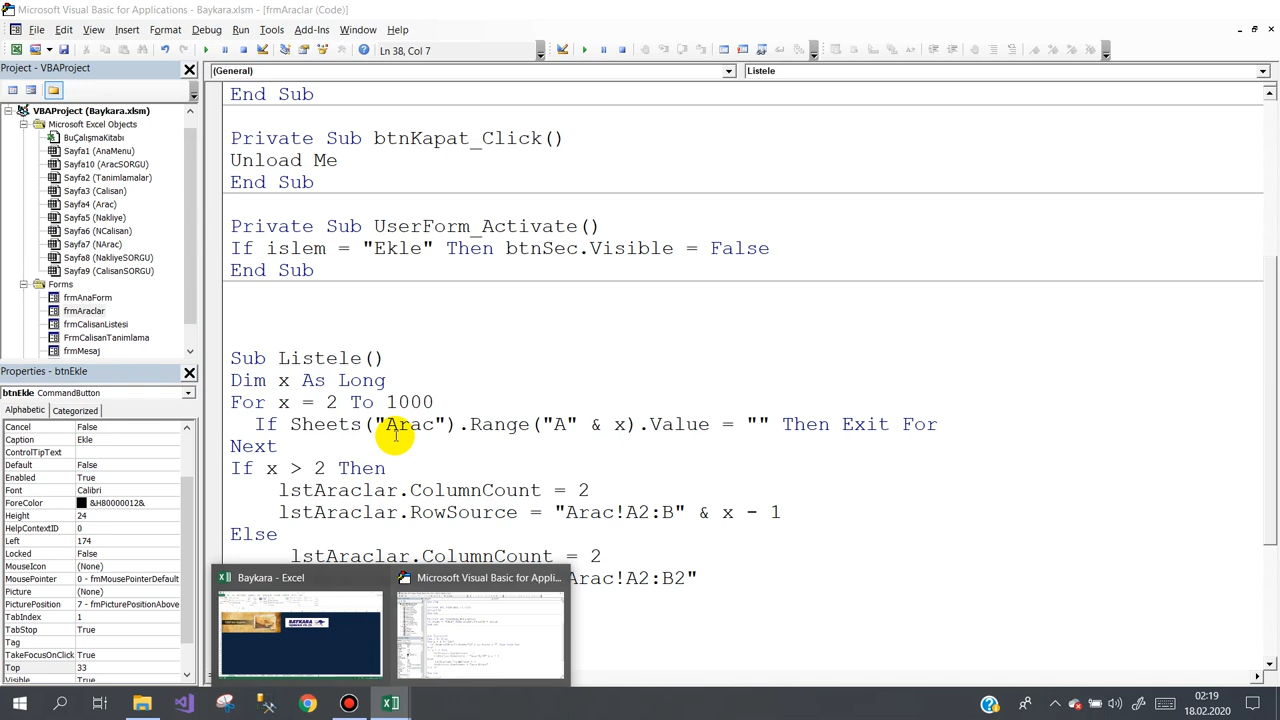 Microsoft Visual Basic for Applications - Baykara.xlsm - [frmAraclar (Code)]
File Edit View Insert Format Debug Run Tools Add-Ins Window Help
Ln 38, Col 7
Project - VBAProject
(General)
Listele
VBAProject (Baykara.xlsm)
Microsoft Excel Objects
BuÇalışmaKitabı
Sayfa1 (AnaMenu)
Sayfa10 (AracSORGU)
Sayfa2 (Tanimlamalar)
Sayfa3 (Calisan)
Sayfa4 (Arac)
Sayfa5 (Nakliye)
Sayfa6 (NCalisan)
Sayfa7 (NArac)
Sayfa8 (NakliyeSORGU)
Sayfa9 (CalisanSORGU)
Forms
frmAnaForm
frmAraclar
frmCalisanListesi
FrmCalisanTanimlama
frmMesaj
Properties - btnEkle
btnEkle CommandButton
Alphabetic Categorized
Cancel False
Caption Ekle
ControlTipText
Default False
Enabled True
Font Calibri
ForeColor &H80000012&
Height 24
HelpContextID 0
Left 174
Locked False
MouseIcon (None)
MousePointer 0 - fmMousePointerDefault
Picture (None)
PicturePosition 7 - fmPicturePositionAbove
TabIndex 1
TabStop True
Tag
TakeFocusOnClick True
Top 33
Visible True
End Sub
Private Sub btnKapat_Click()
Unload Me
End Sub
Private Sub UserForm_Activate()
If islem = "Ekle" Then btnSec.Visible = False
End Sub
Sub Listele()
Dim x As Long
For x = 2 To 1000
If Sheets("Arac").Range("A" & x).Value = "" Then Exit For
Next
If x > 2 Then
lstAraclar.ColumnCount = 2
lstAraclar.RowSource = "Arac!A2:B" & x - 1
Else
lstAraclar.ColumnCount = 2
Arac!A2:B2"
Baykara - Excel
Microsoft Visual Basic for Applic...
BAYKARA
02:19
18.02.2020